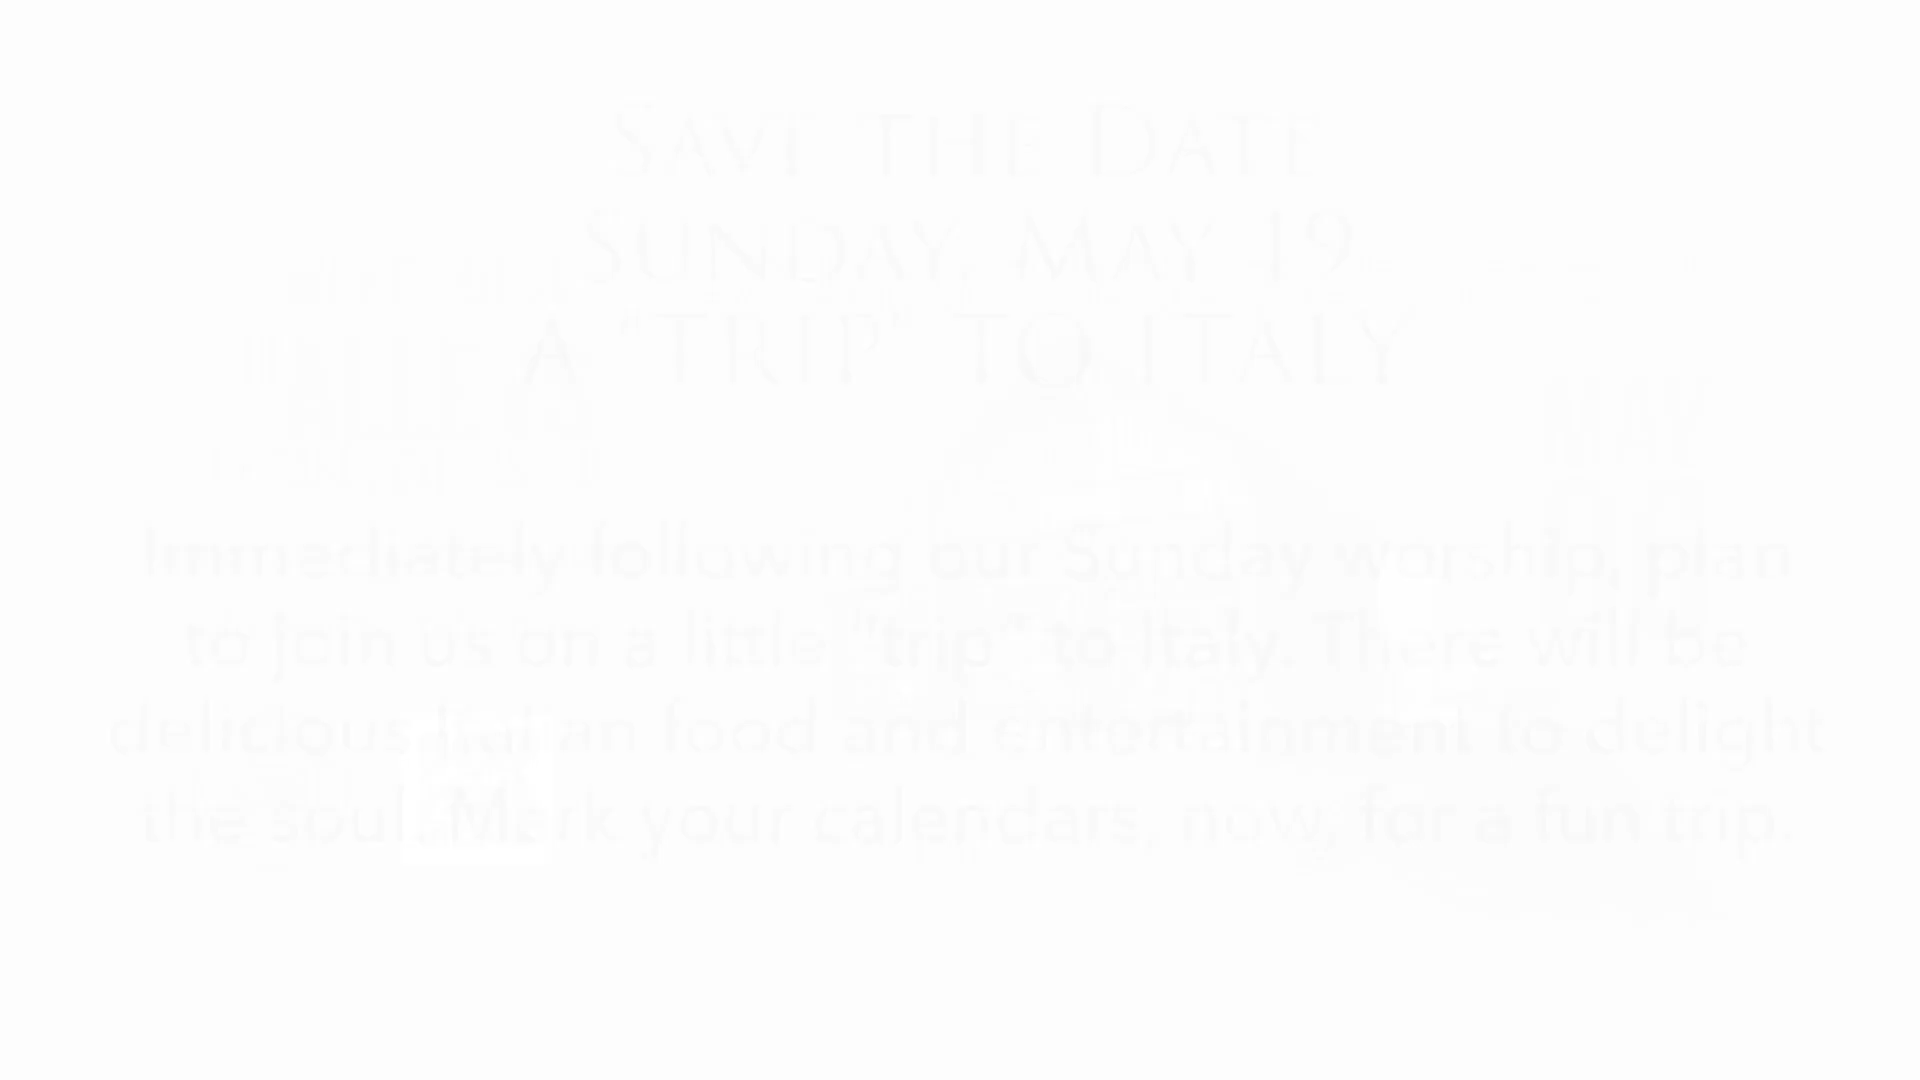 SAVE THE DATE
SUNDAY, MAY 19
A "TRIP" TO ITALY
Immediately following our Sunday worship, plan
to join us on a little "trip" to Italy. There will be
delicious Italian food and entertainment to delight
the soul. Mark your calendars, now, for a fun trip.
MAY